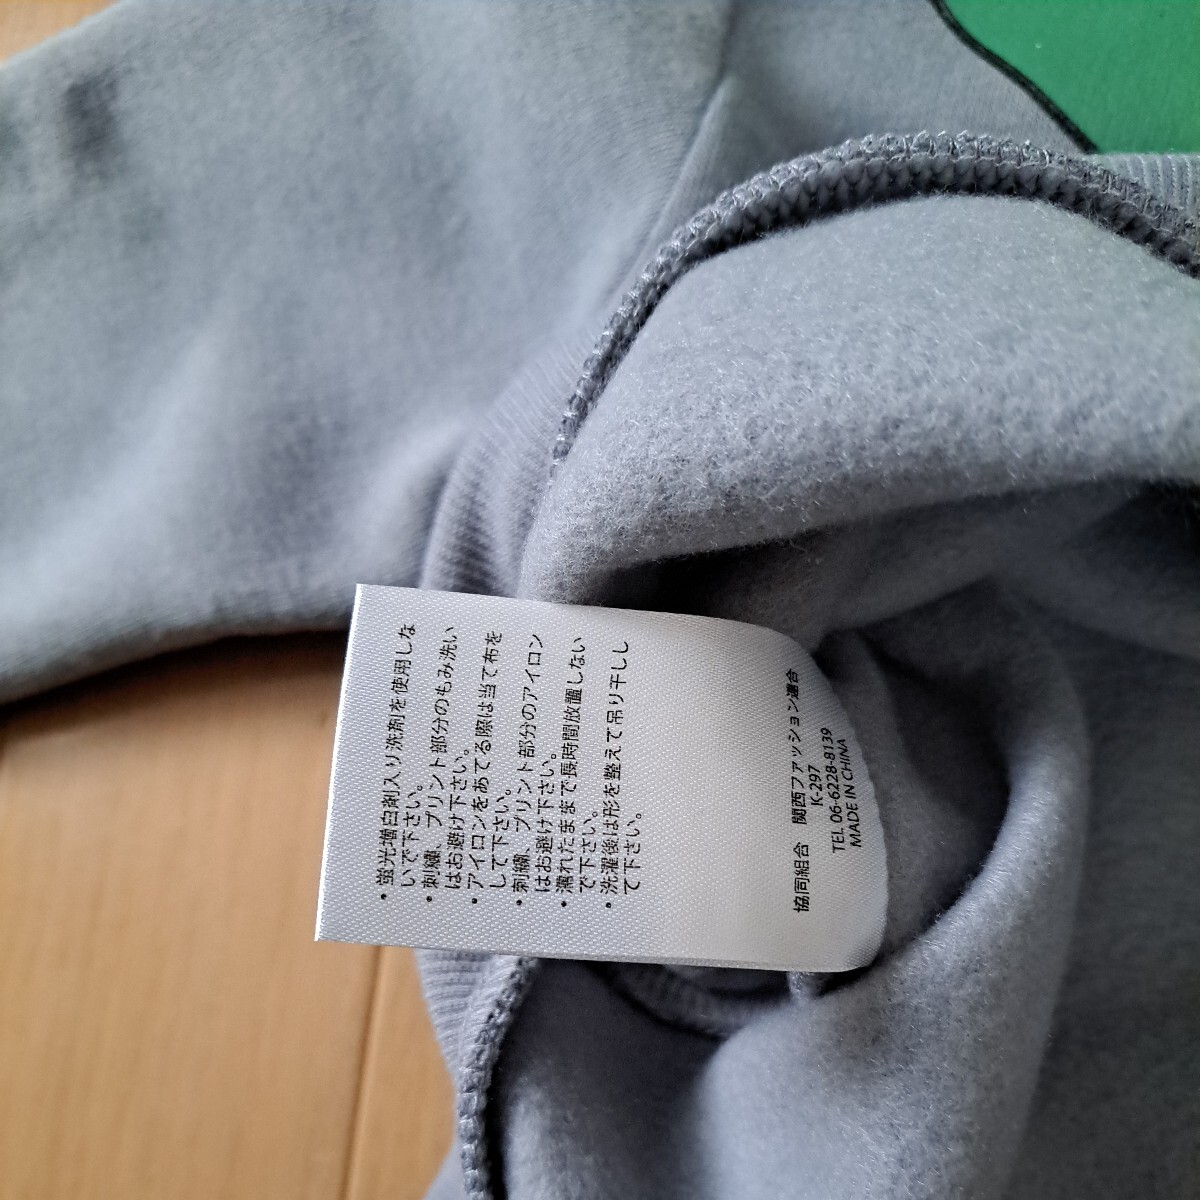 ・蛍光増白剤入り洗剤を使用しな
いで下さい。
・刺繍、プリント部分のもみ洗い
はお避け下さい。
・アイロンをあてる際は当て布を
して下さい。
・刺繍、プリント部分のアイロン
はお避け下さい。
・濡れたままで長時間放置しない
で下さい。
・洗濯後は形を整えて吊り干しし
て下さい。
協同組合　関西ファッション連合
K-297
TEL 06-6228-8139
MADE IN CHINA